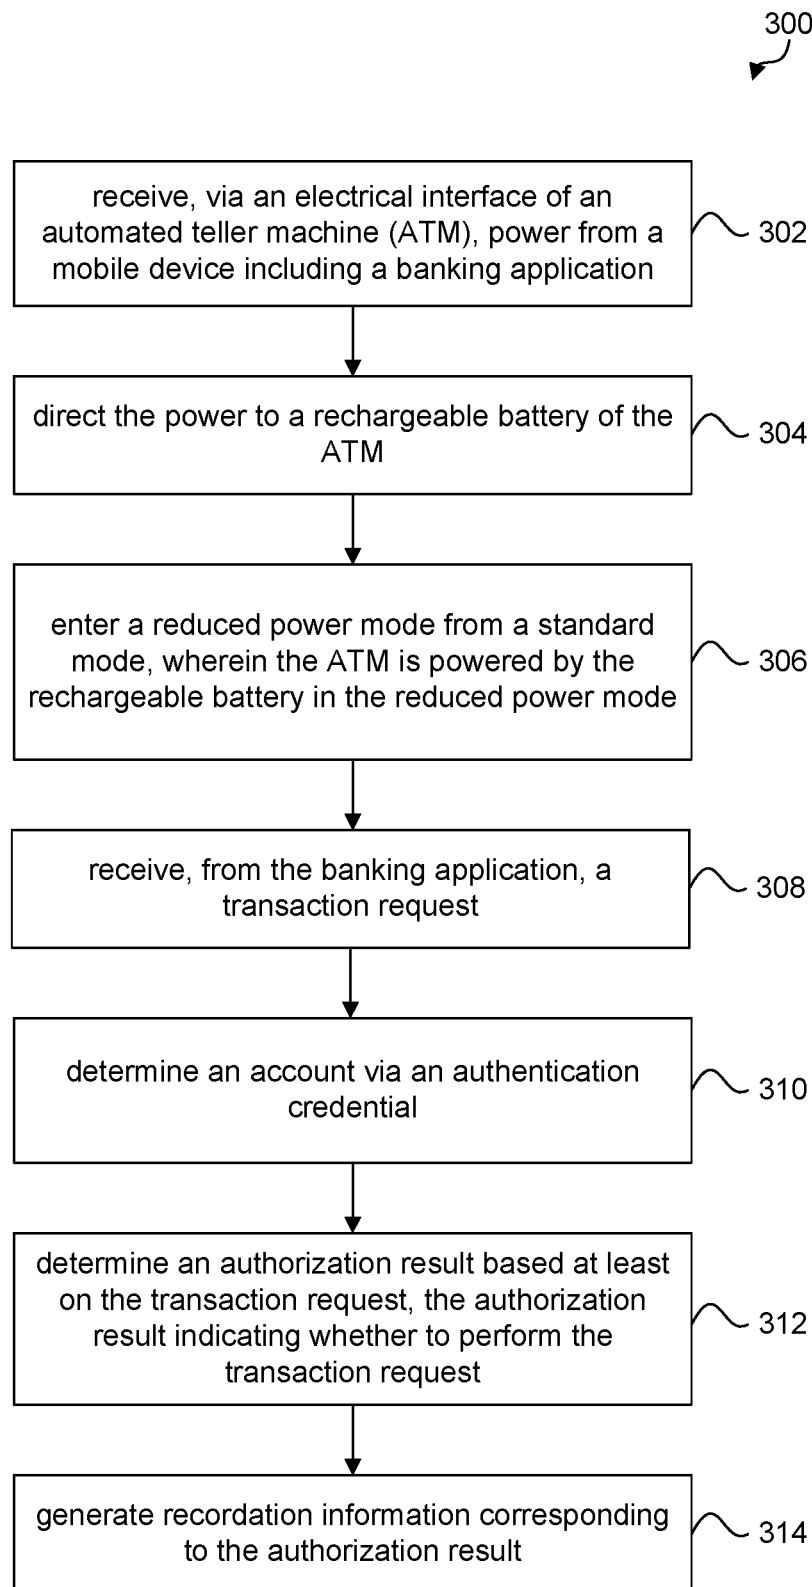 300
receive, via an electrical interface of an
automated teller machine (ATM), power from a
mobile device including a banking application
302
direct the power to a rechargeable battery of the
ATM
304
enter a reduced power mode from a standard
mode, wherein the ATM is powered by the
rechargeable battery in the reduced power mode
306
receive, from the banking application, a
transaction request
308
determine an account via an authentication
credential
310
determine an authorization result based at least
on the transaction request, the authorization
result indicating whether to perform the
transaction request
312
generate recordation information corresponding
to the authorization result
314